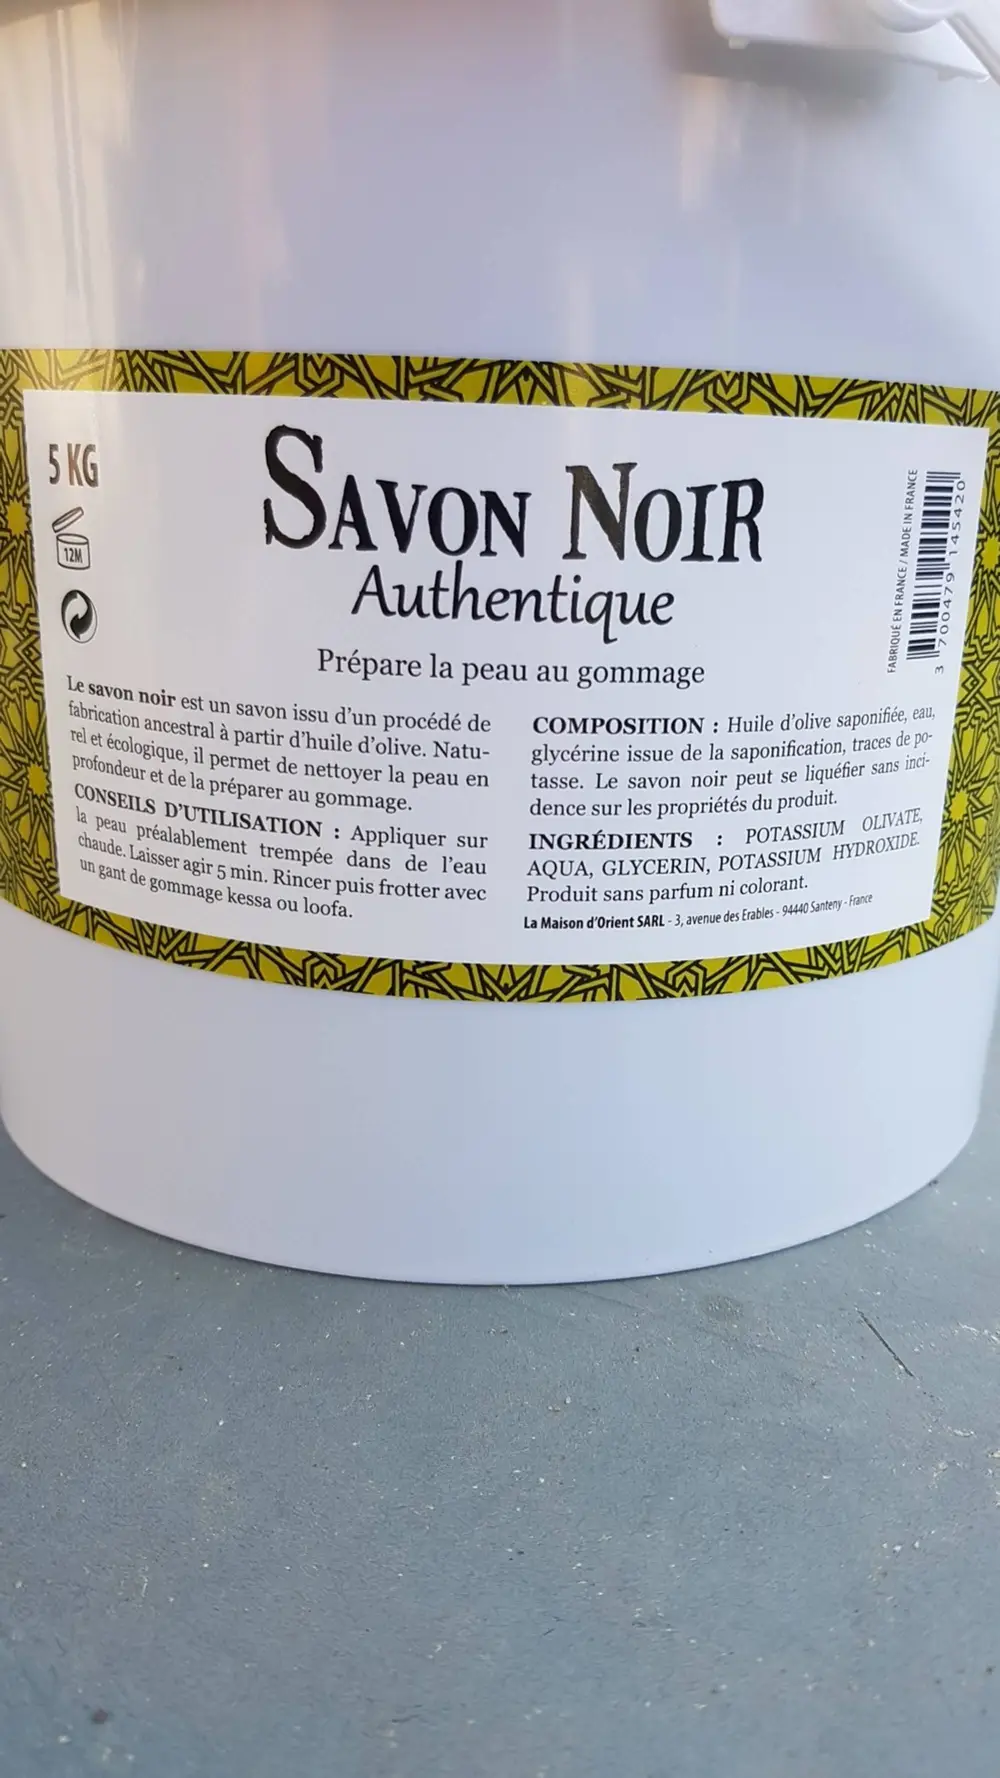 5 KG
12M
SAVON NOIR
Authentique
Prépare la peau au gommage
Le savon noir est un savon issu d'un procédé de
fabrication ancestral à partir d'huile d'olive. Natu-
rel et écologique, il permet de nettoyer la peau en
profondeur et de la préparer au gommage.
CONSEILS D'UTILISATION : Appliquer sur
la peau préalablement trempée dans de l'eau
chaude. Laisser agir 5 min. Rincer puis frotter avec
un gant de gommage kessa ou loofa.
COMPOSITION : Huile d'olive saponifiée, eau,
glycérine issue de la saponification, traces de po-
tasse. Le savon noir peut se liquéfier sans inci-
dence sur les propriétés du produit.
INGRÉDIENTS : POTASSIUM OLIVATE,
AQUA, GLYCERIN, POTASSIUM HYDROXIDE.
Produit sans parfum ni colorant.
La Maison d'Orient SARL - 3, avenue des Erables - 94440 Santeny - France
FABRIQUÉ EN FRANCE / MADE IN FRANCE
3 700479 145420